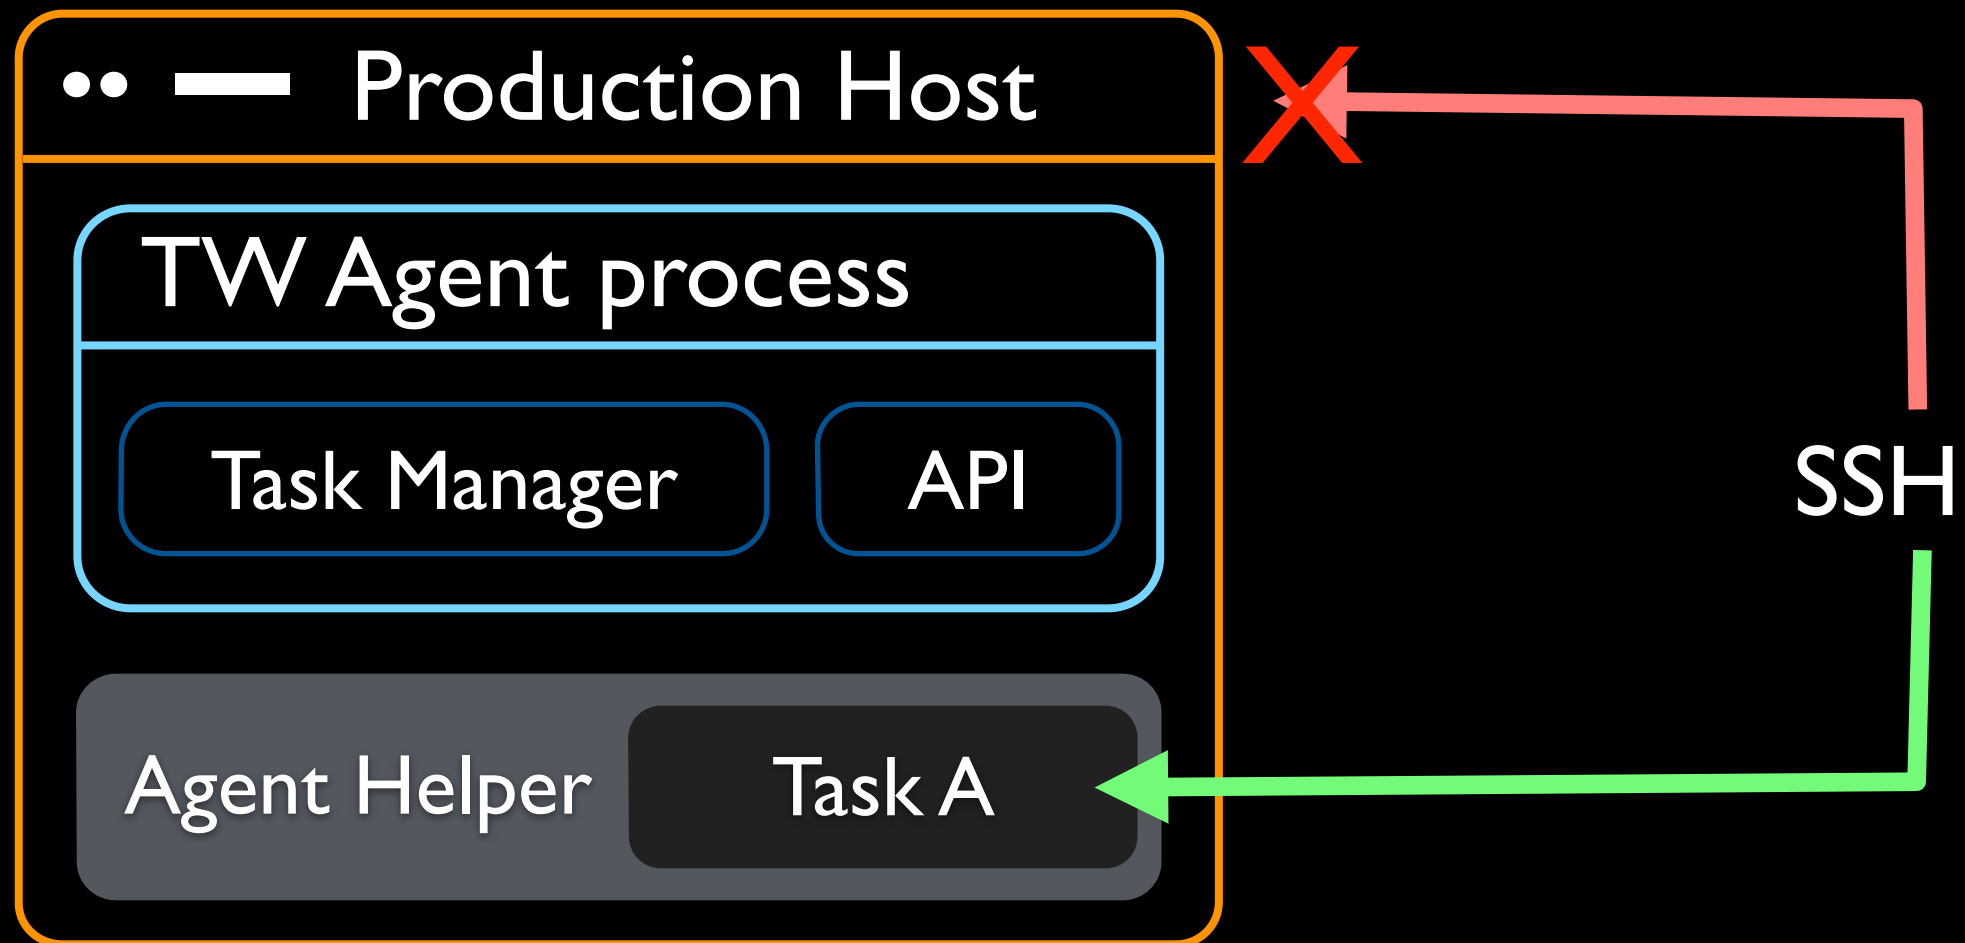 Production Host
X
TW Agent process
Task Manager
API
SSH
Agent Helper
Task A